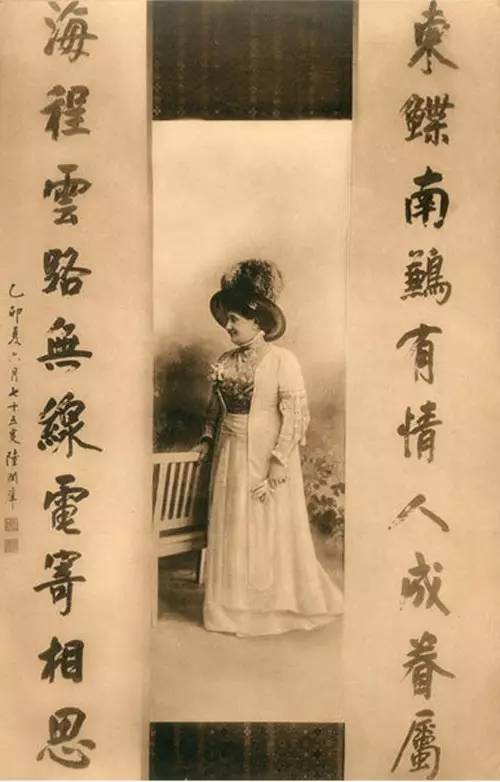 東鰈南鶼有情人成眷屬
海程雲路無線電寄相思
乙卯夏六月七十五叟陸潤庠